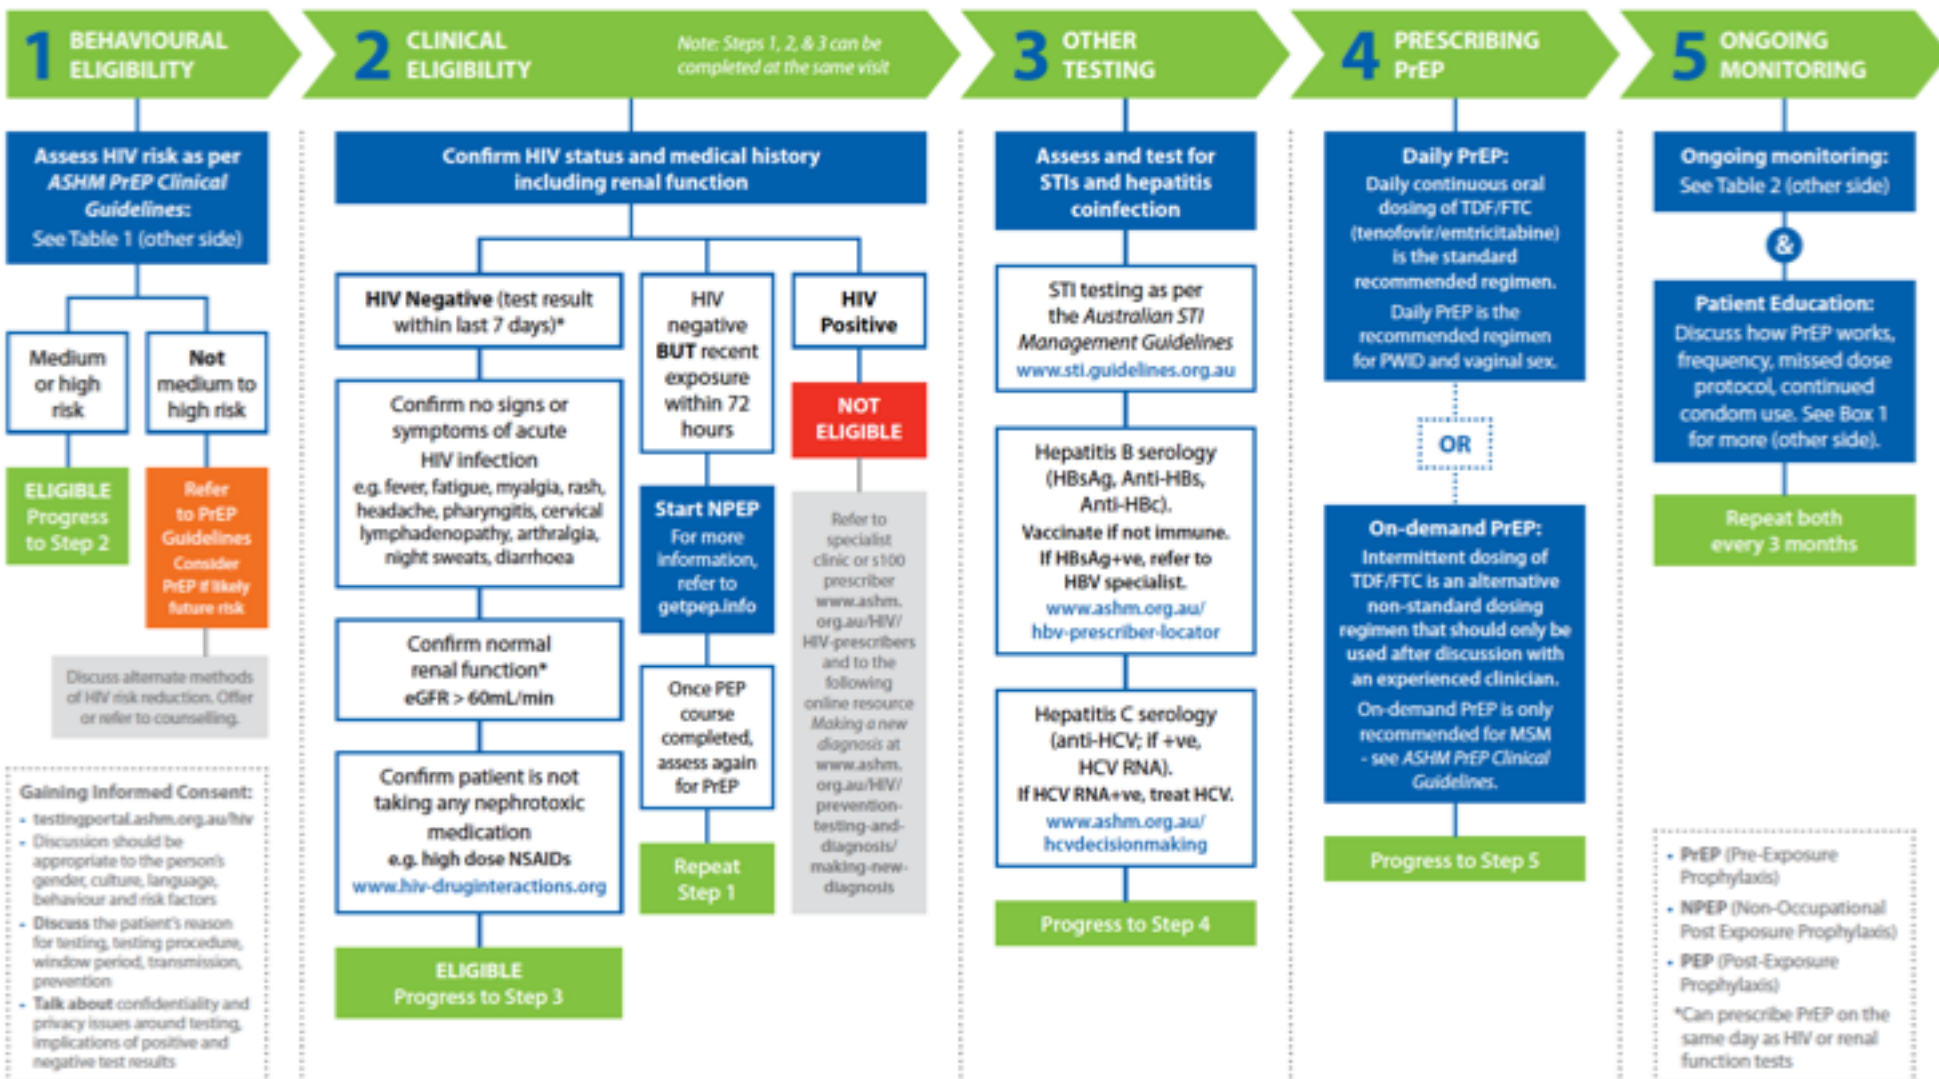 1 BEHAVIOURAL
ELIGIBILITY
Assess HIV risk as per
ASHM PrEP Clinical
Guidelines:
See Table 1 (other side)
Medium
or high
risk
ELIGIBLE
Progress
to Step 2
Not
medium to
high risk
Refer
to PrEP
Guidelines
Consider
PrEP if likely
future risk
Discuss alternate methods
of HIV risk reduction. Offer
or refer to counselling.
Gaining Informed Consent:
• testingportal.ashm.org.au/hiv
• Discussion should be
appropriate to the person's
gender, culture, language,
behaviour and risk factors
• Discuss the patient's reason
for testing, testing procedure,
window period, transmission,
prevention
• Talk about confidentiality and
privacy issues around testing,
implications of positive and
negative test results
2 CLINICAL
ELIGIBILITY
Note: Steps 1, 2, & 3 can be
completed at the same visit
Confirm HIV status and medical history
including renal function
HIV Negative (test result
within last 7 days)*
Confirm no signs or
symptoms of acute
HIV infection
e.g. fever, fatigue, myalgia, rash,
headache, pharyngitis, cervical
lymphadenopathy, arthralgia,
night sweats, diarrhoea
Confirm normal
renal function*
eGFR > 60mL/min
Confirm patient is not
taking any nephrotoxic
medication
e.g. high dose NSAIDs
www.hiv-druginteractions.org
ELIGIBLE
Progress to Step 3
HIV
negative
BUT recent
exposure
within 72
hours
Start NPEP
For more
information,
refer to
getpep.info
Once PEP
course
completed,
assess again
for PrEP
Repeat
Step 1
HIV
Positive
NOT
ELIGIBLE
Refer to
specialist
clinic or s100
prescriber
www.ashm.
org.au/HIV/
HIV-prescribers
and to the
following
online resource
Making a new
diagnosis at
www.ashm.
org.au/HIV/
prevention-
testing-and-
diagnosis/
making-new-
diagnosis
3 OTHER
TESTING
Assess and test for
STIs and hepatitis
coinfection
STI testing as per
the Australian STI
Management Guidelines
www.sti.guidelines.org.au
Hepatitis B serology
(HBsAg, Anti-HBs,
Anti-HBc).
Vaccinate if not immune.
If HBsAg+ve, refer to
HBV specialist.
www.ashm.org.au/
hbv-prescriber-locator
Hepatitis C serology
(anti-HCV; if +ve,
HCV RNA).
If HCV RNA+ve, treat HCV.
www.ashm.org.au/
hcvdecisionmaking
Progress to Step 4
4 PRESCRIBING
PrEP
Daily PrEP:
Daily continuous oral
dosing of TDF/FTC
(tenofovir/emtricitabine)
is the standard
recommended regimen.
Daily PrEP is the
recommended regimen
for PWID and vaginal sex.
OR
On-demand PrEP:
Intermittent dosing of
TDF/FTC is an alternative
non-standard dosing
regimen that should only be
used after discussion with
an experienced clinician.
On-demand PrEP is only
recommended for MSM
- see ASHM PrEP Clinical
Guidelines.
Progress to Step 5
5 ONGOING
MONITORING
Ongoing monitoring:
See Table 2 (other side)
&
Patient Education:
Discuss how PrEP works,
frequency, missed dose
protocol, continued
condom use. See Box 1
for more (other side).
Repeat both
every 3 months
• PrEP (Pre-Exposure
Prophylaxis)
• NPEP (Non-Occupational
Post Exposure Prophylaxis)
• PEP (Post-Exposure
Prophylaxis)
*Can prescribe PrEP on the
same day as HIV or renal
function tests